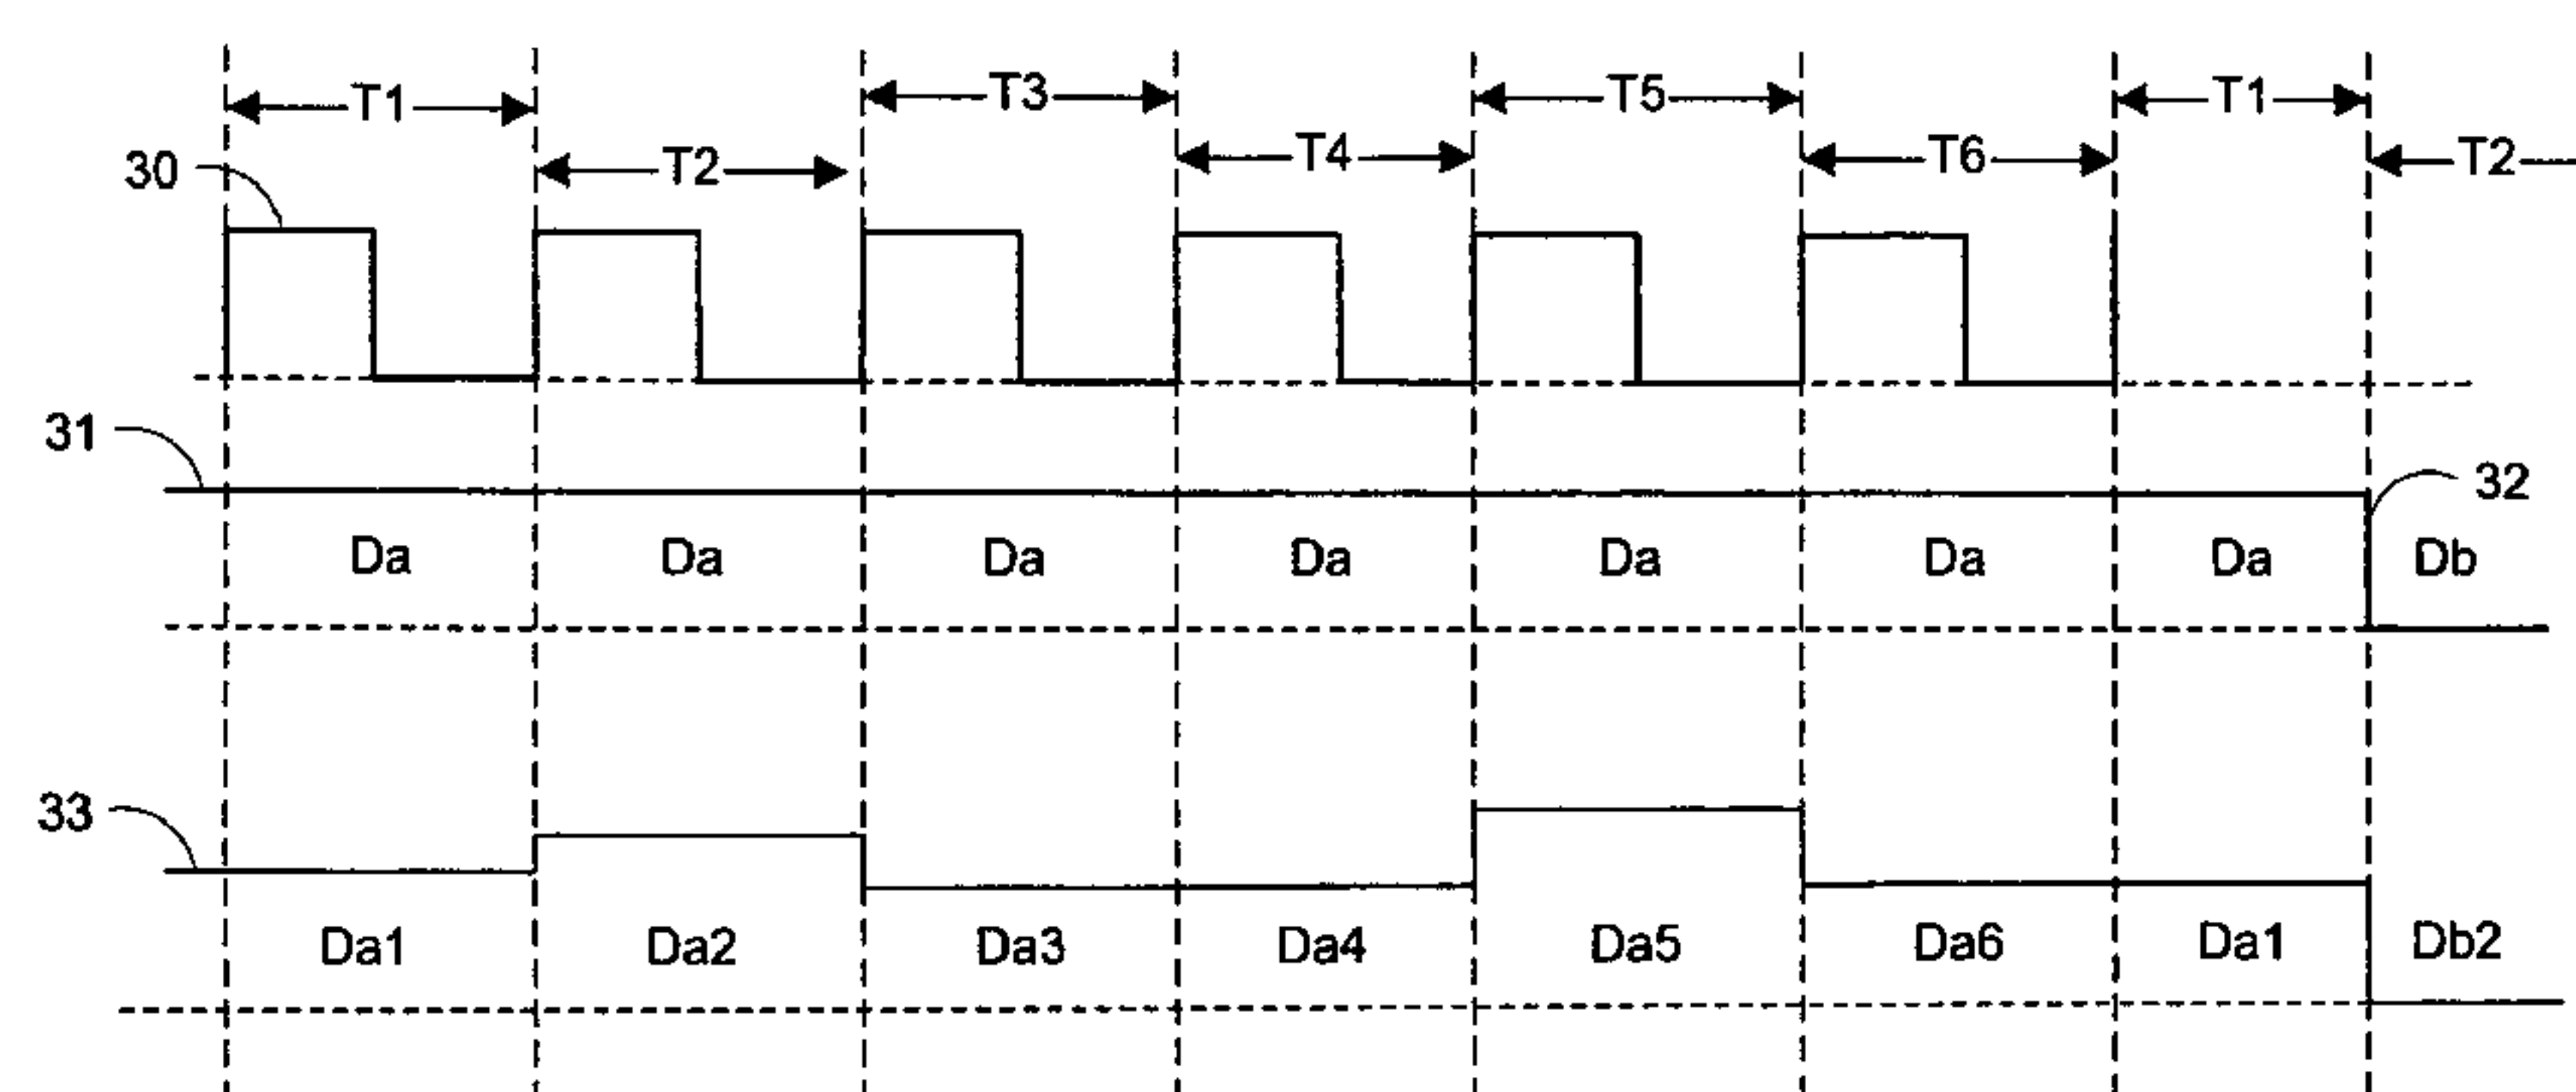 T1 T3 T5 T1
30 T2 T4 T6 T2
31 32
Da Da Da Da Da Da Da Db
33
Da1 Da2 Da3 Da4 Da5 Da6 Da1 Db2